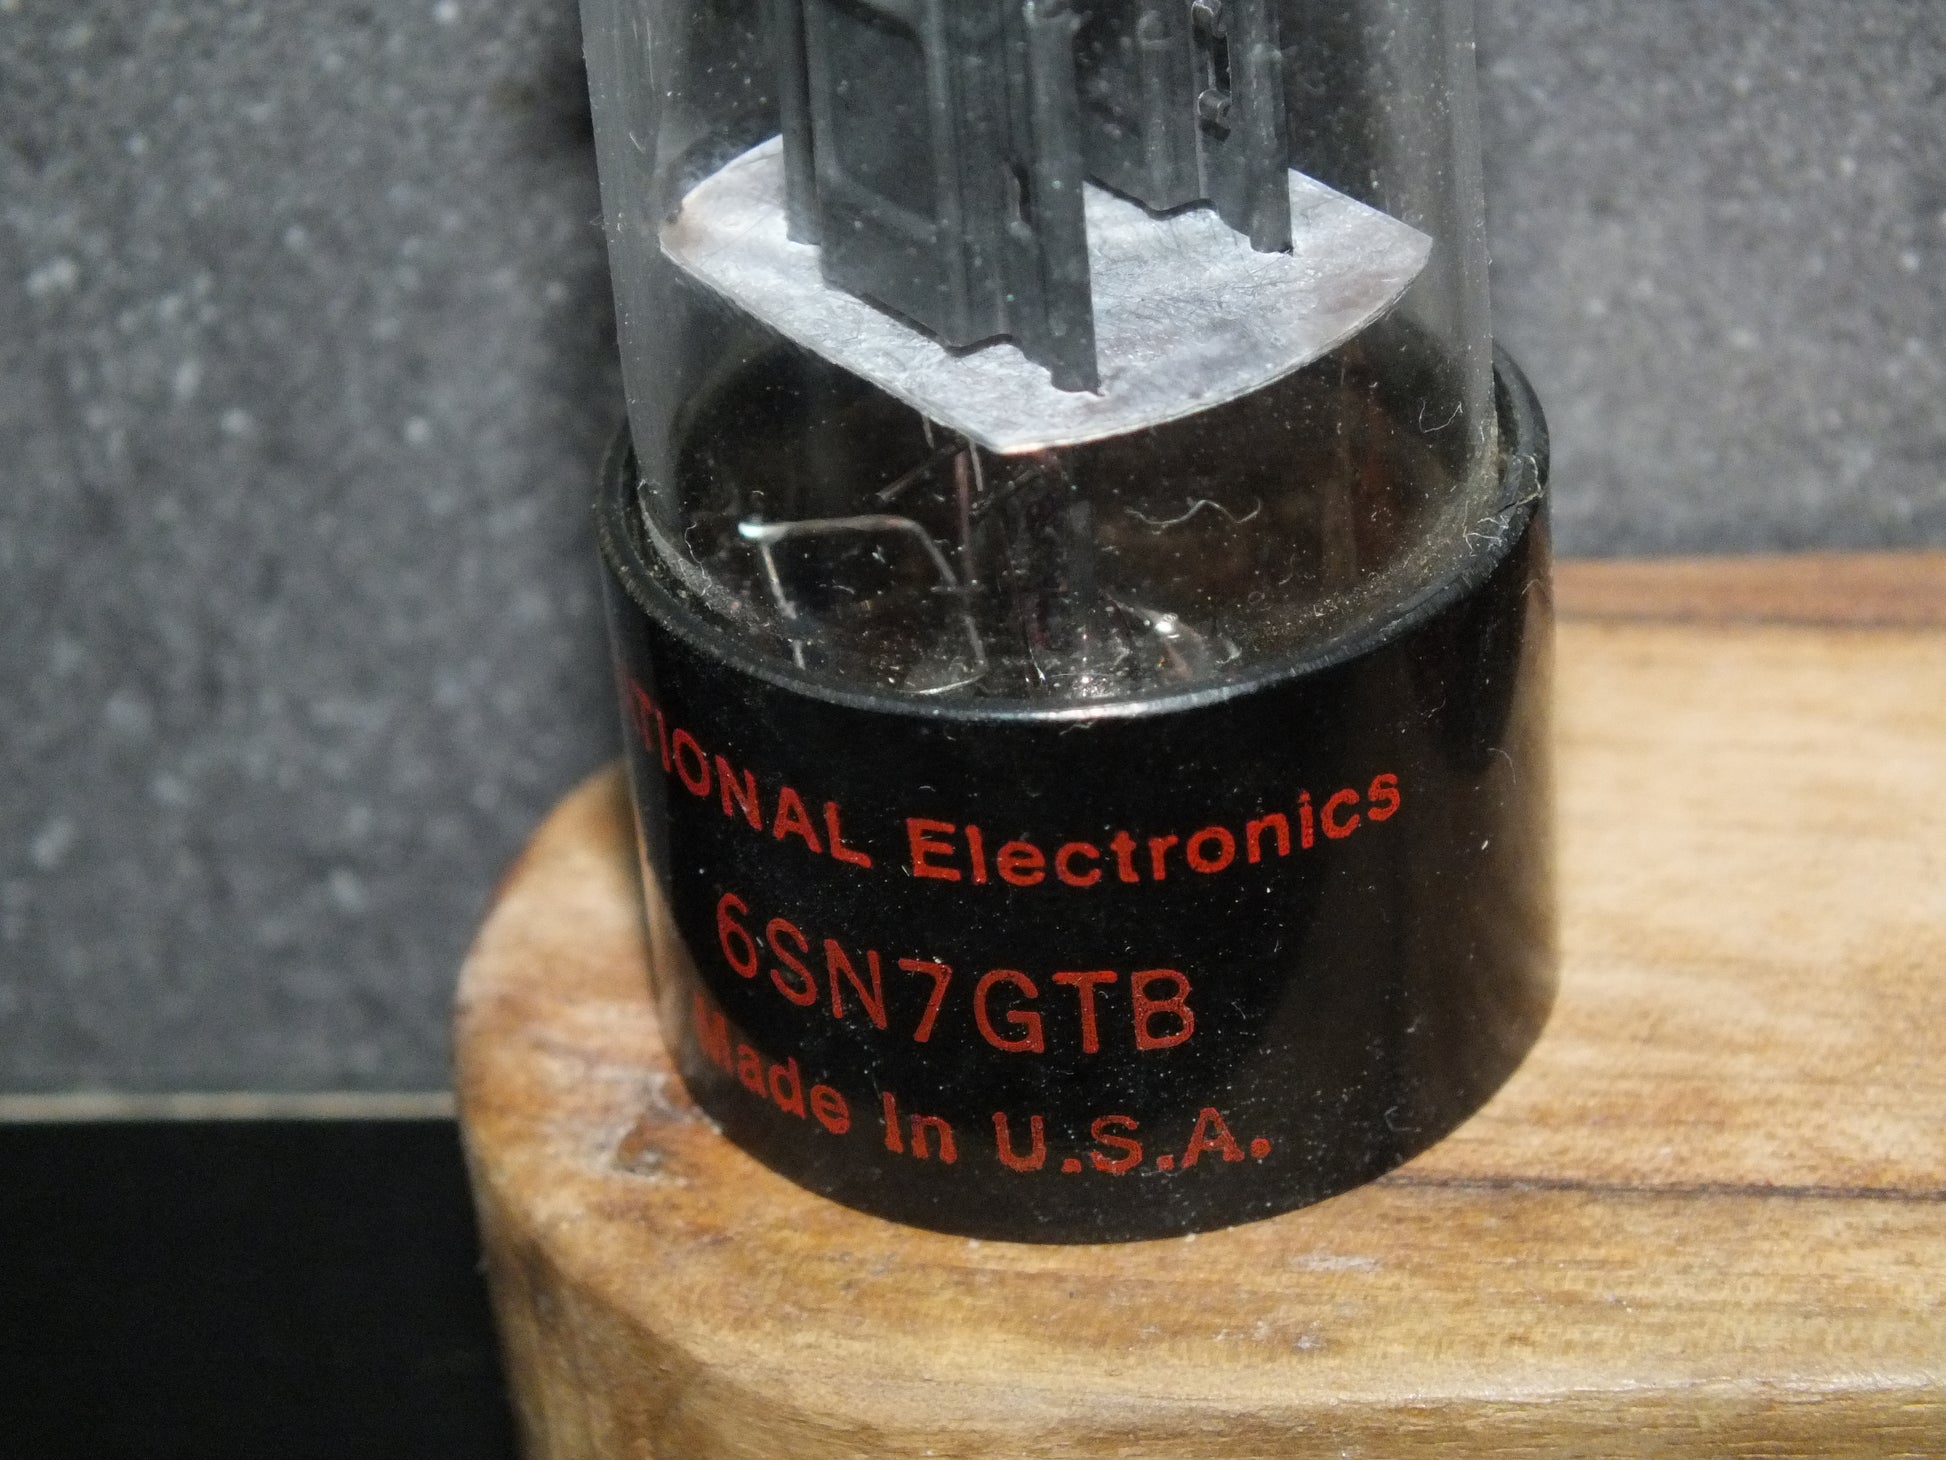 TIONAL Electronics
6SN7GTB
Made In U.S.A.